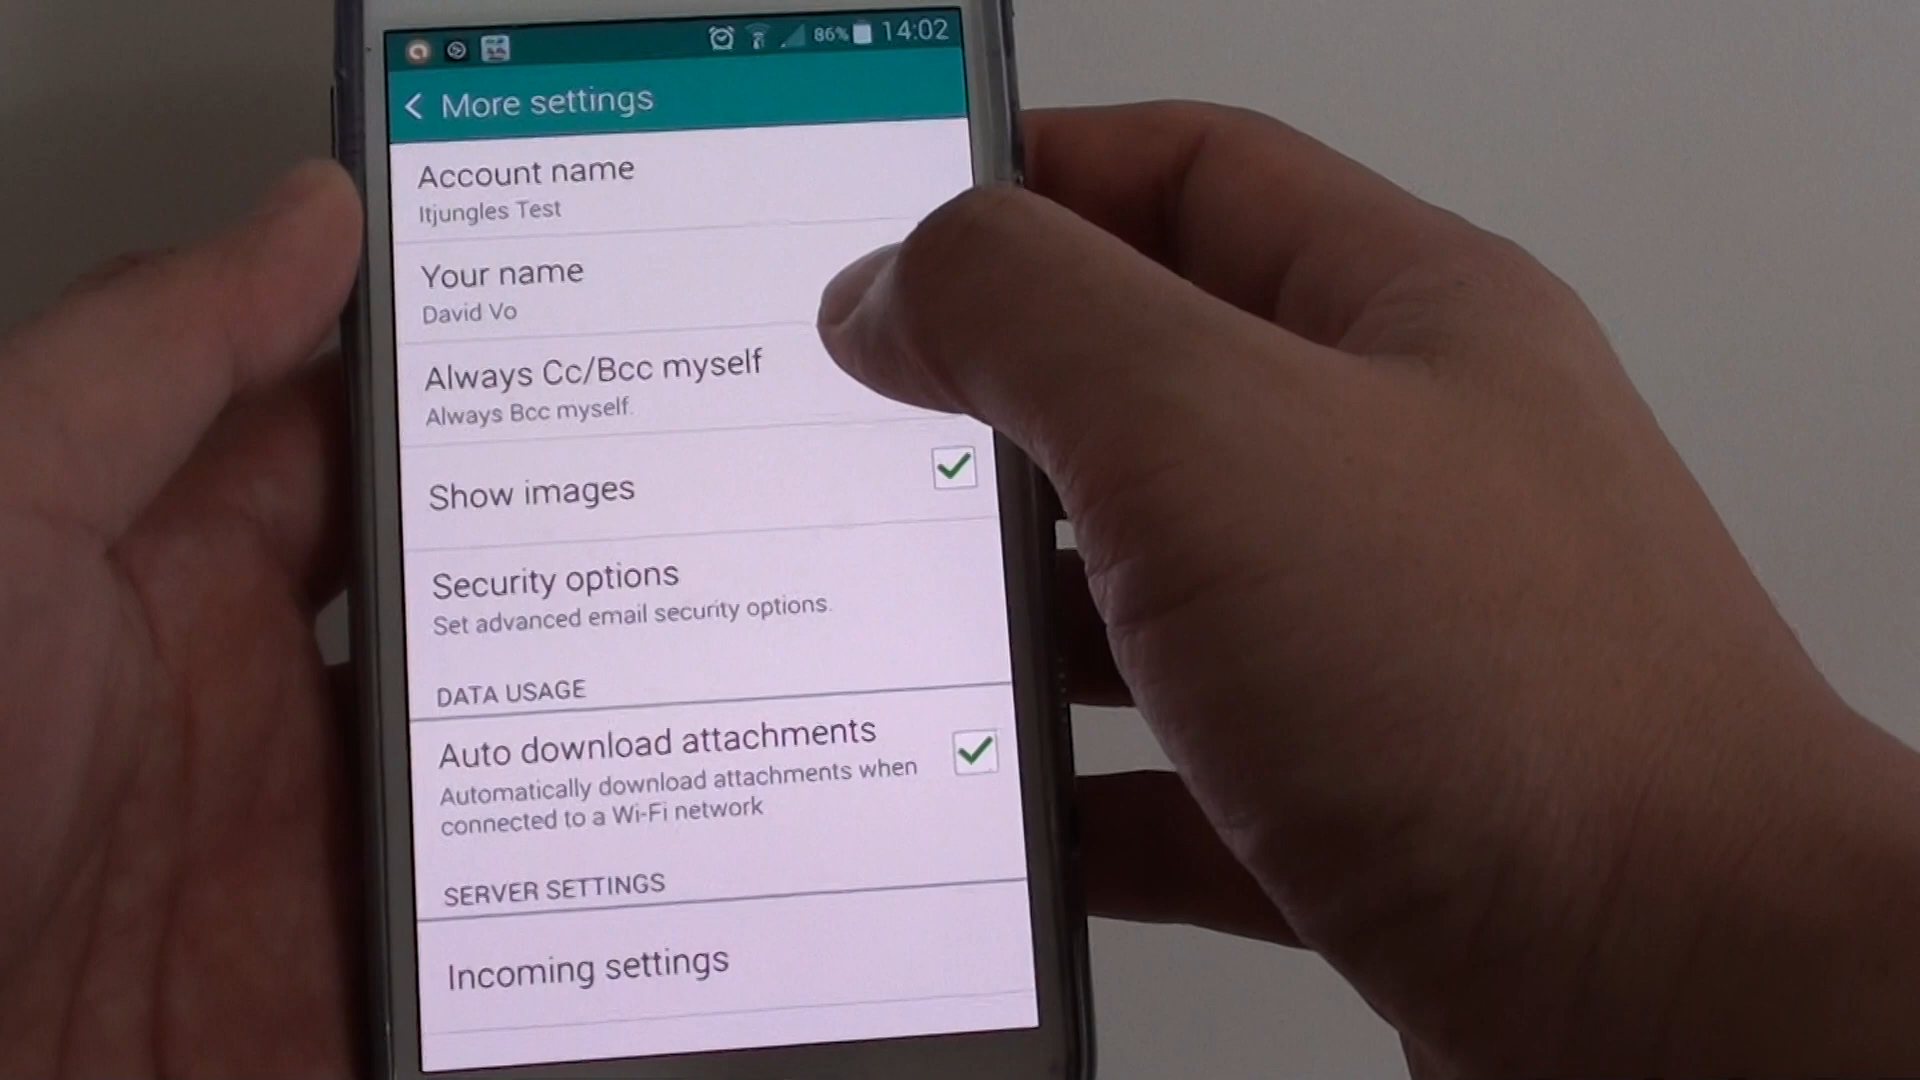 86% 14:02
More settings
Account name
Itjungles Test
Your name
David Vo
Always Cc/Bcc myself
Always Bcc myself.
Show images
Security options
Set advanced email security options.
DATA USAGE
Auto download attachments
Automatically download attachments when
connected to a Wi-Fi network
SERVER SETTINGS
Incoming settings